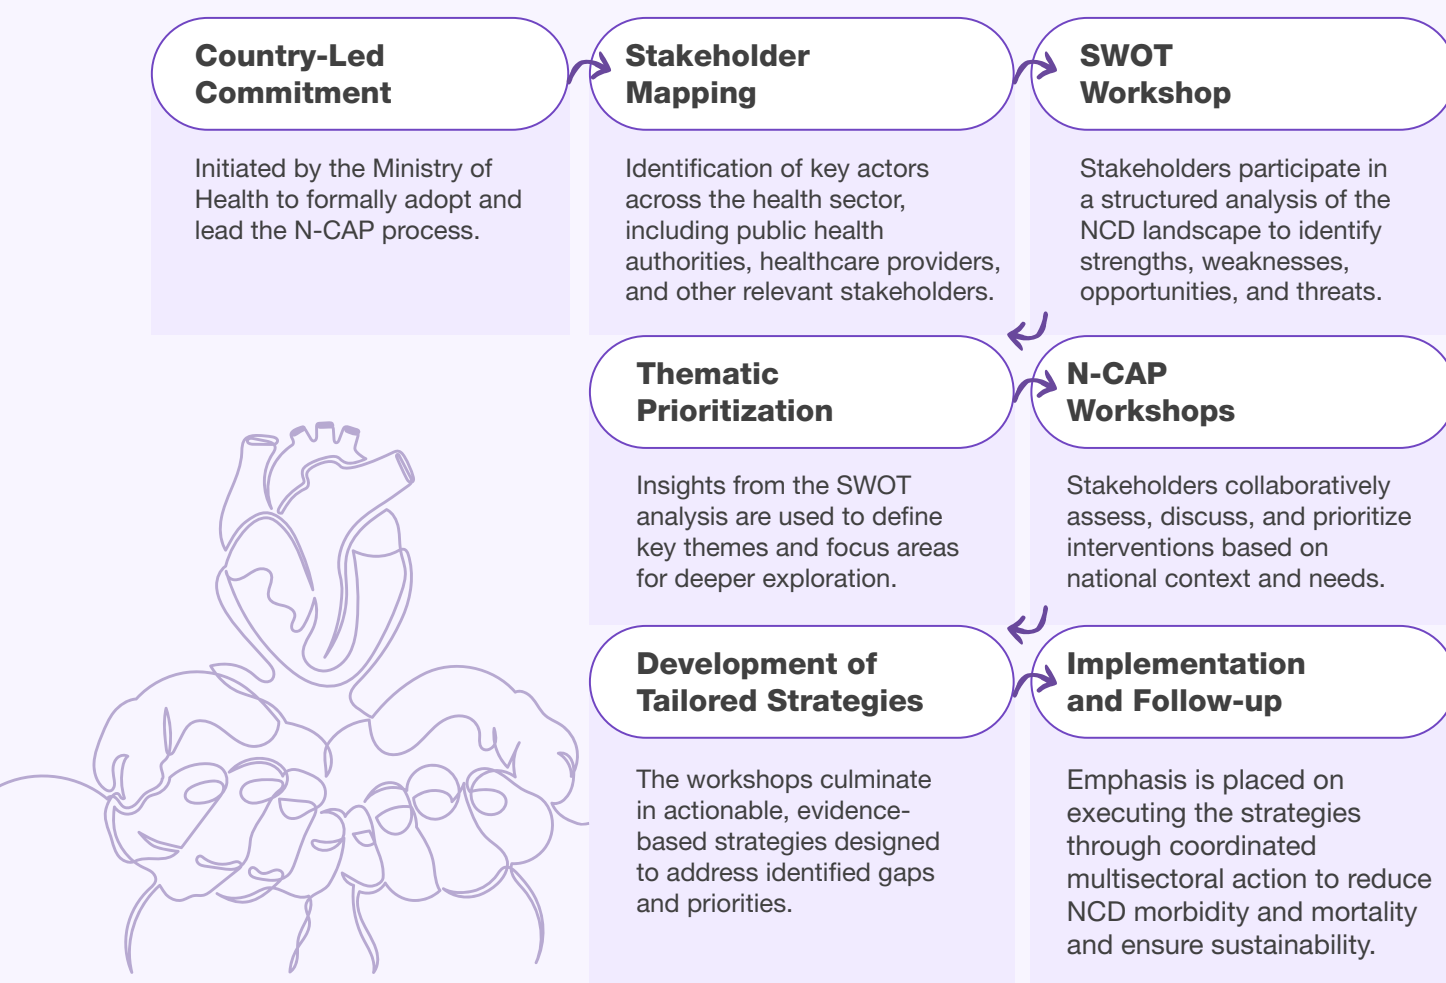 Country-Led
Commitment
Initiated by the Ministry of
Health to formally adopt and
lead the N-CAP process.
Stakeholder
Mapping
Identification of key actors
across the health sector,
including public health
authorities, healthcare providers,
and other relevant stakeholders.
SWOT
Workshop
Stakeholders participate in
a structured analysis of the
NCD landscape to identify
strengths, weaknesses,
opportunities, and threats.
Thematic
Prioritization
Insights from the SWOT
analysis are used to define
key themes and focus areas
for deeper exploration.
N-CAP
Workshops
Stakeholders collaboratively
assess, discuss, and prioritize
interventions based on
national context and needs.
Development of
Tailored Strategies
The workshops culminate
in actionable, evidence-
based strategies designed
to address identified gaps
and priorities.
Implementation
and Follow-up
Emphasis is placed on
executing the strategies
through coordinated
multisectoral action to reduce
NCD morbidity and mortality
and ensure sustainability.